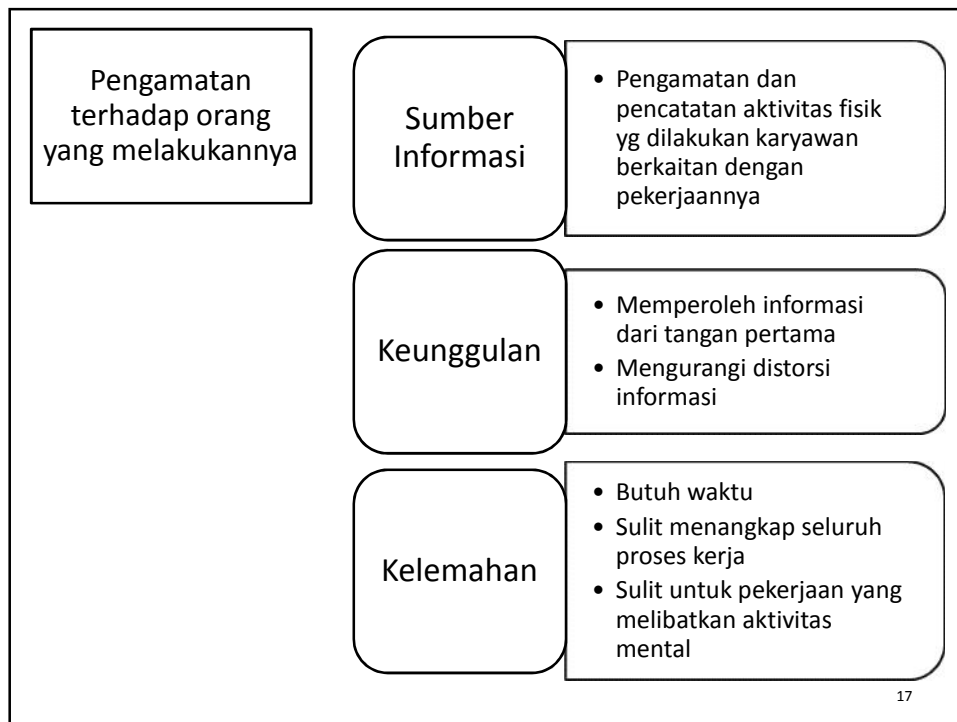 Pengamatan
terhadap orang
yang melakukannya
Sumber
Informasi
• Pengamatan dan
pencatatan aktivitas fisik
yg dilakukan karyawan
berkaitan dengan
pekerjaannya
Keunggulan
• Memperoleh informasi
dari tangan pertama
• Mengurangi distorsi
informasi
Kelemahan
• Butuh waktu
• Sulit menangkap seluruh
proses kerja
• Sulit untuk pekerjaan yang
melibatkan aktivitas
mental
17